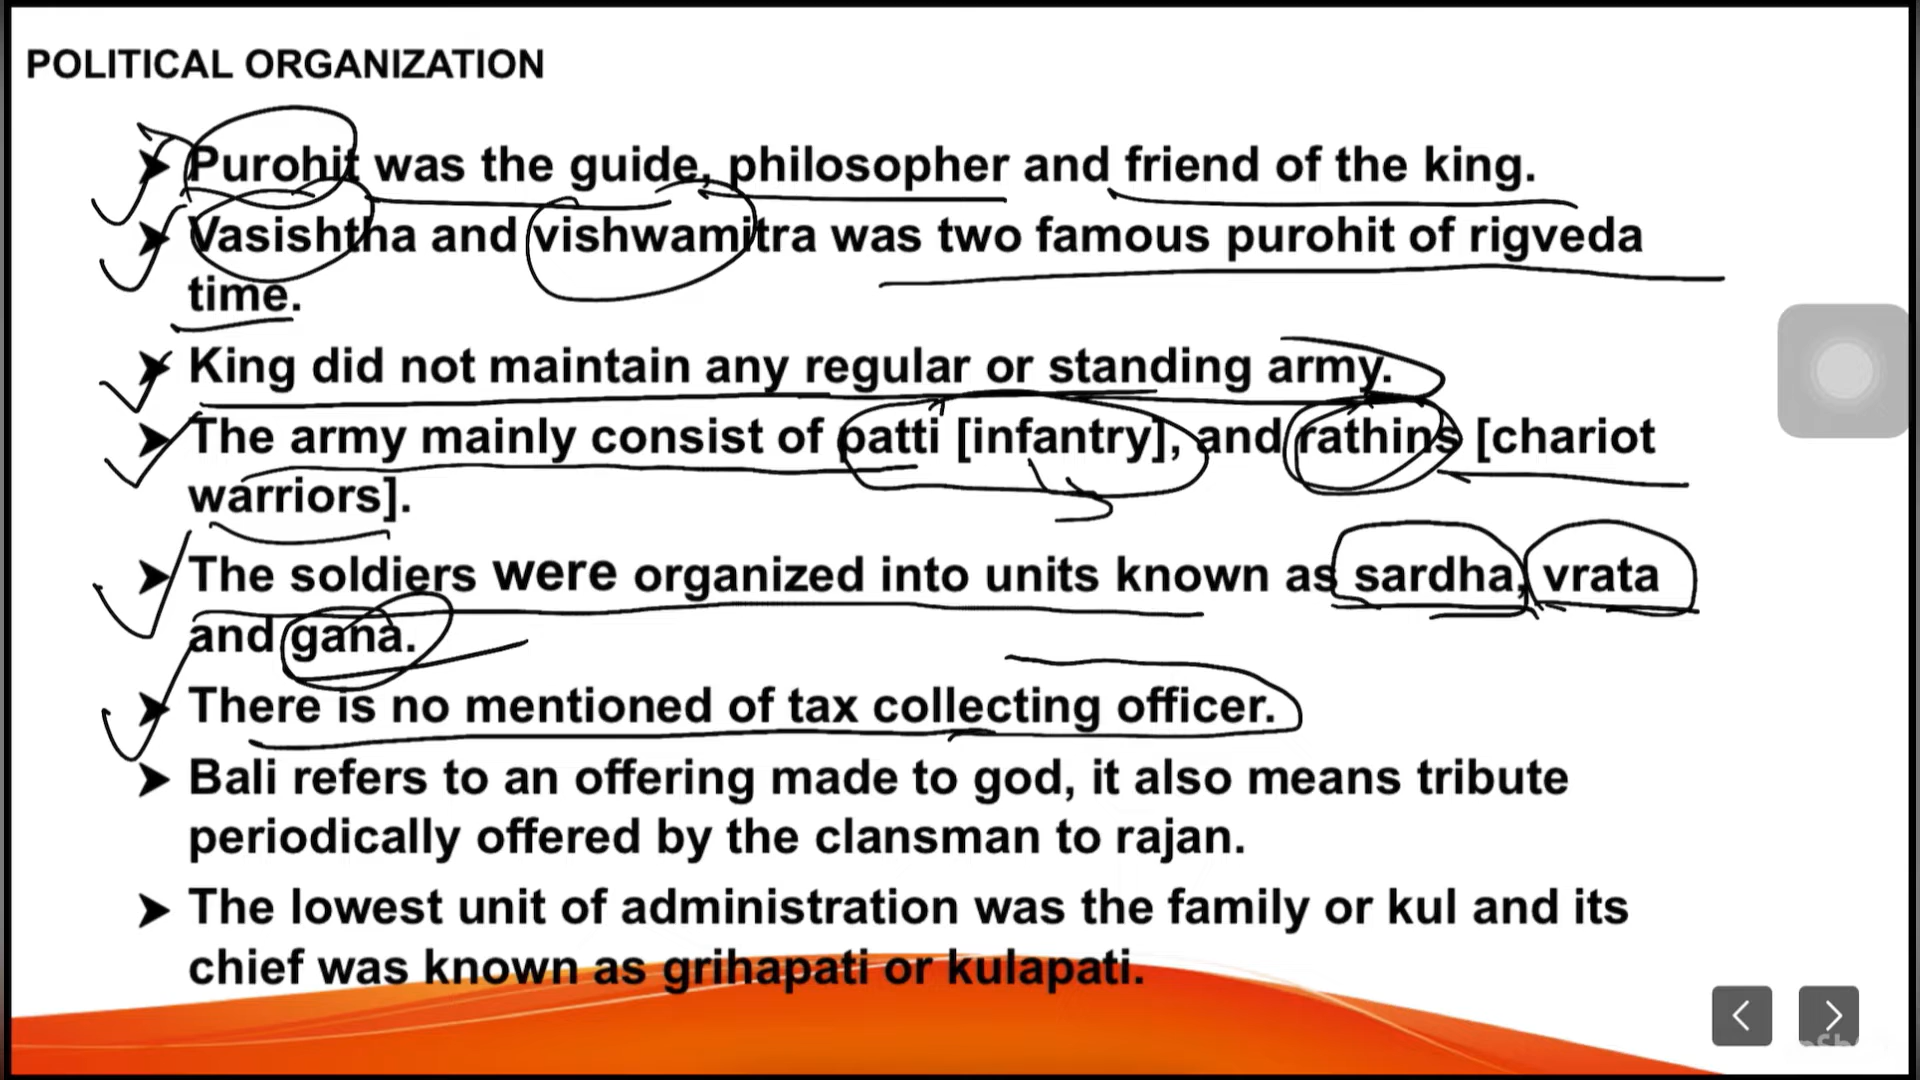 POLITICAL ORGANIZATION
➤ Purohit was the guide, philosopher and friend of the king.
➤ Vasishtha and vishwamitra was two famous purohit of rigveda
time.
➤ King did not maintain any regular or standing army.
➤ The army mainly consist of patti [infantry], and rathins [chariot
warriors].
➤ The soldiers were organized into units known as sardha, vrata
and gana.
➤ There is no mentioned of tax collecting officer.
➤ Bali refers to an offering made to god, it also means tribute
periodically offered by the clansman to rajan.
➤ The lowest unit of administration was the family or kul and its
chief was known as grihapati or kulapati.